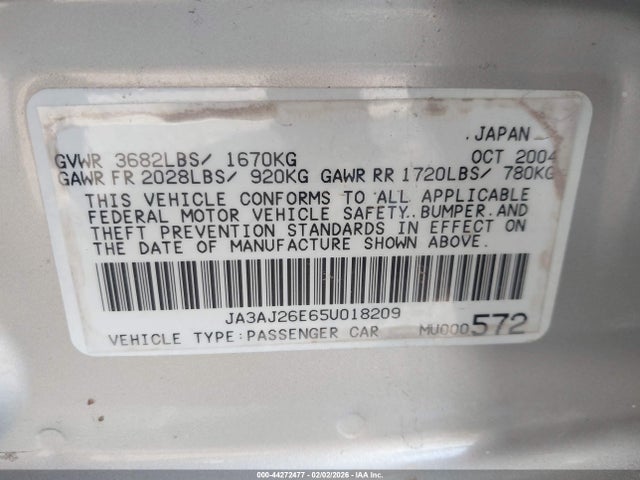 .JAPAN
GVWR 3682LBS/ 1670KG OCT 2004
GAWR FR 2028LBS/ 920KG GAWR RR 1720LBS/ 780KG
THIS VEHICLE CONFORMS TO ALL APPLICABLE
FEDERAL MOTOR VEHICLE SAFETY, BUMPER, AND
THEFT PREVENTION STANDARDS IN EFFECT ON
THE DATE OF MANUFACTURE SHOWN ABOVE.
JA3AJ26E65U018209
VEHICLE TYPE:PASSENGER CAR MU000572
000-44272477 - 02/02/2026 - IAA Inc.